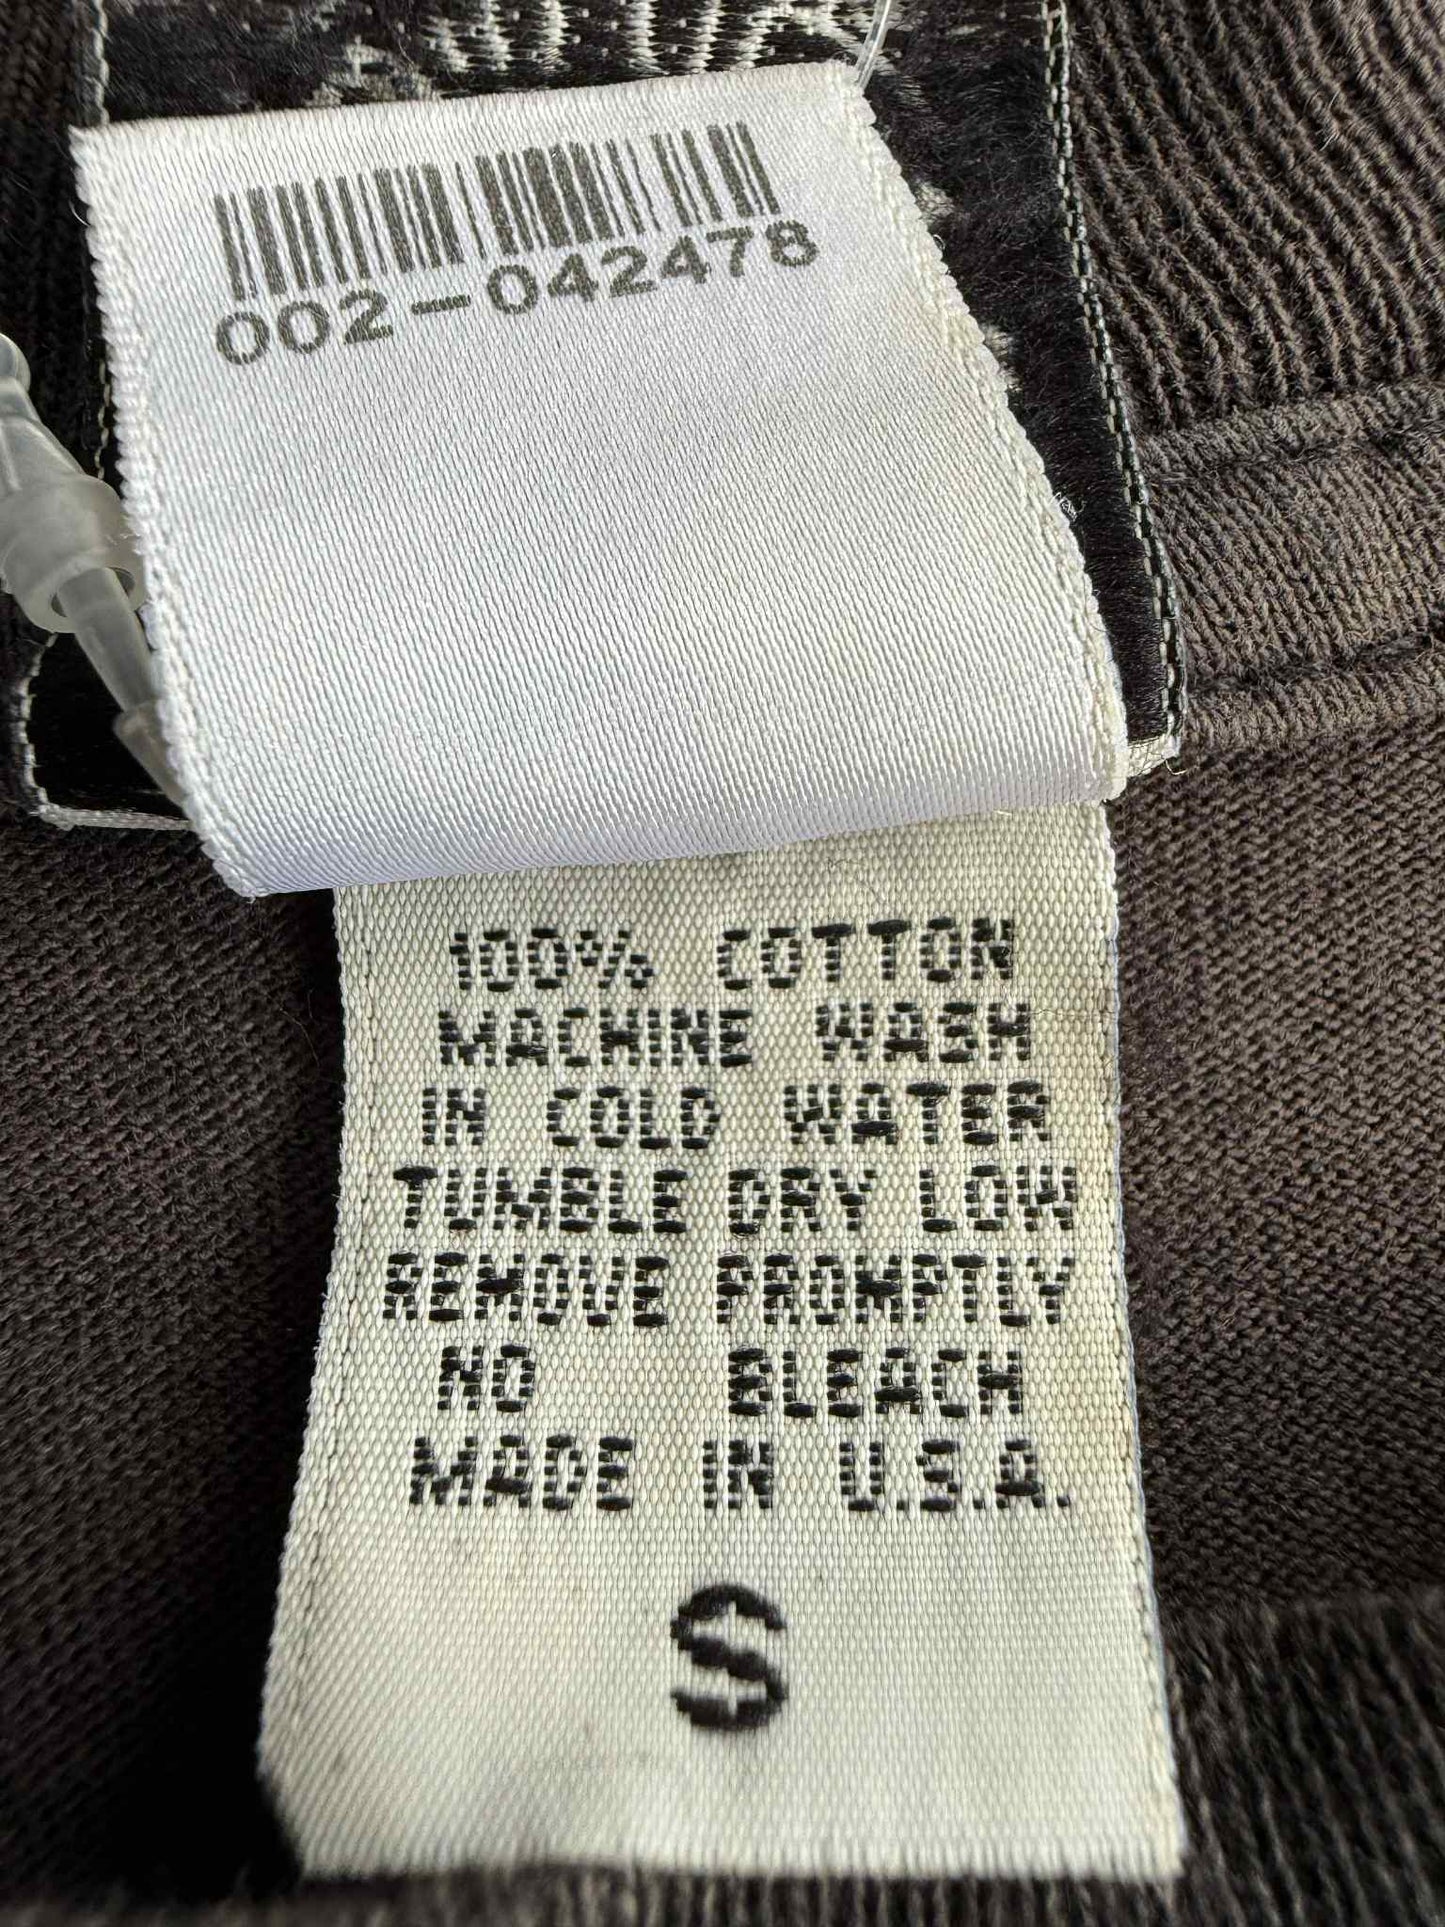 002-042478
100% COTTON
MACHINE WASH
IN COLD WATER
TUMBLE DRY LOW
REMOVE PROMPTLY
NO BLEACH
MADE IN U.S.A.
S